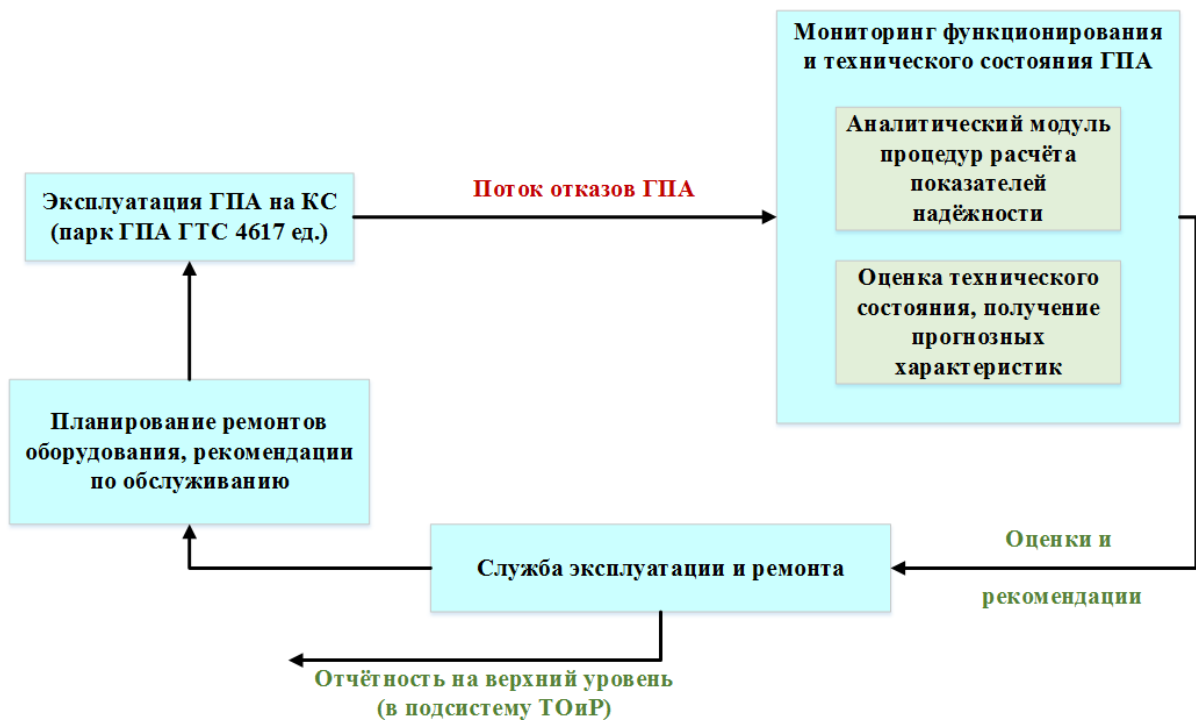 Мониторинг функционирования
и технического состояния ГПА
Аналитический модуль
процедур расчёта
показателей
надёжности
Эксплуатация ГПА на КС
(парк ГПА ГТС 4617 ед.)
Поток отказов ГПА
Оценка технического
состояния, получение
прогнозных
характеристик
Планирование ремонтов
оборудования, рекомендации
по обслуживанию
Служба эксплуатации и ремонта
Оценки и
рекомендации
Отчётность на верхний уровень
(в подсистему ТОиР)